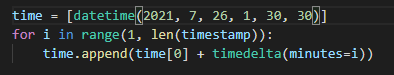 time = [datetime(2021, 7, 26, 1, 30, 30)]
for i in range(1, len(timestamp)):
    time.append(time[0] + timedelta(minutes=i))